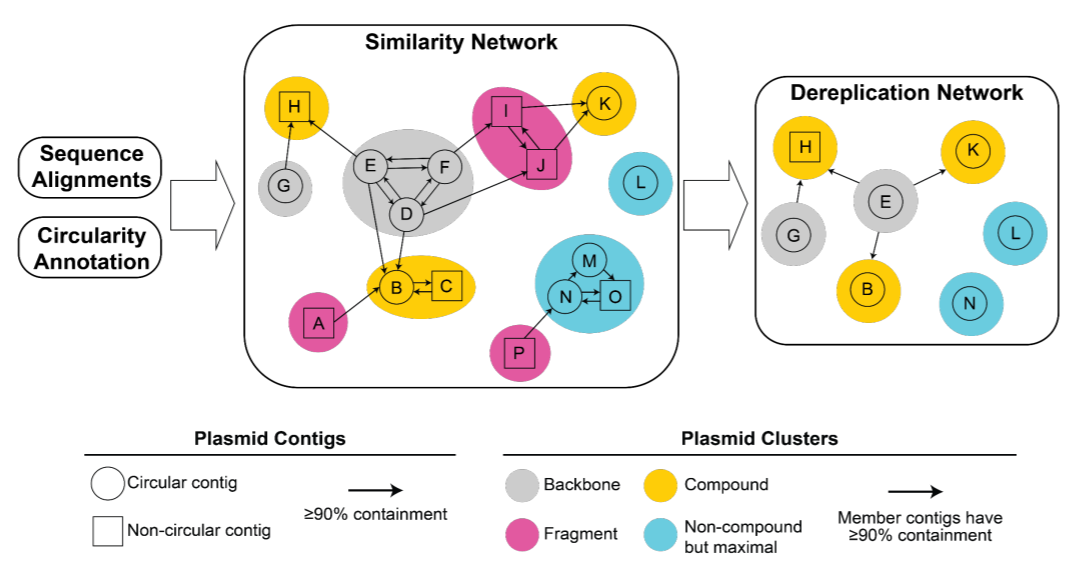 Similarity Network
Dereplication Network
Sequence
Alignments
Circularity
Annotation
H
G
E
F
D
I
J
K
L
B
C
A
M
N
O
P
H
K
E
G
L
B
N
Plasmid Contigs
Circular contig
Non-circular contig
≥90% containment
Plasmid Clusters
Backbone
Compound
Fragment
Non-compound
but maximal
Member contigs have
≥90% containment